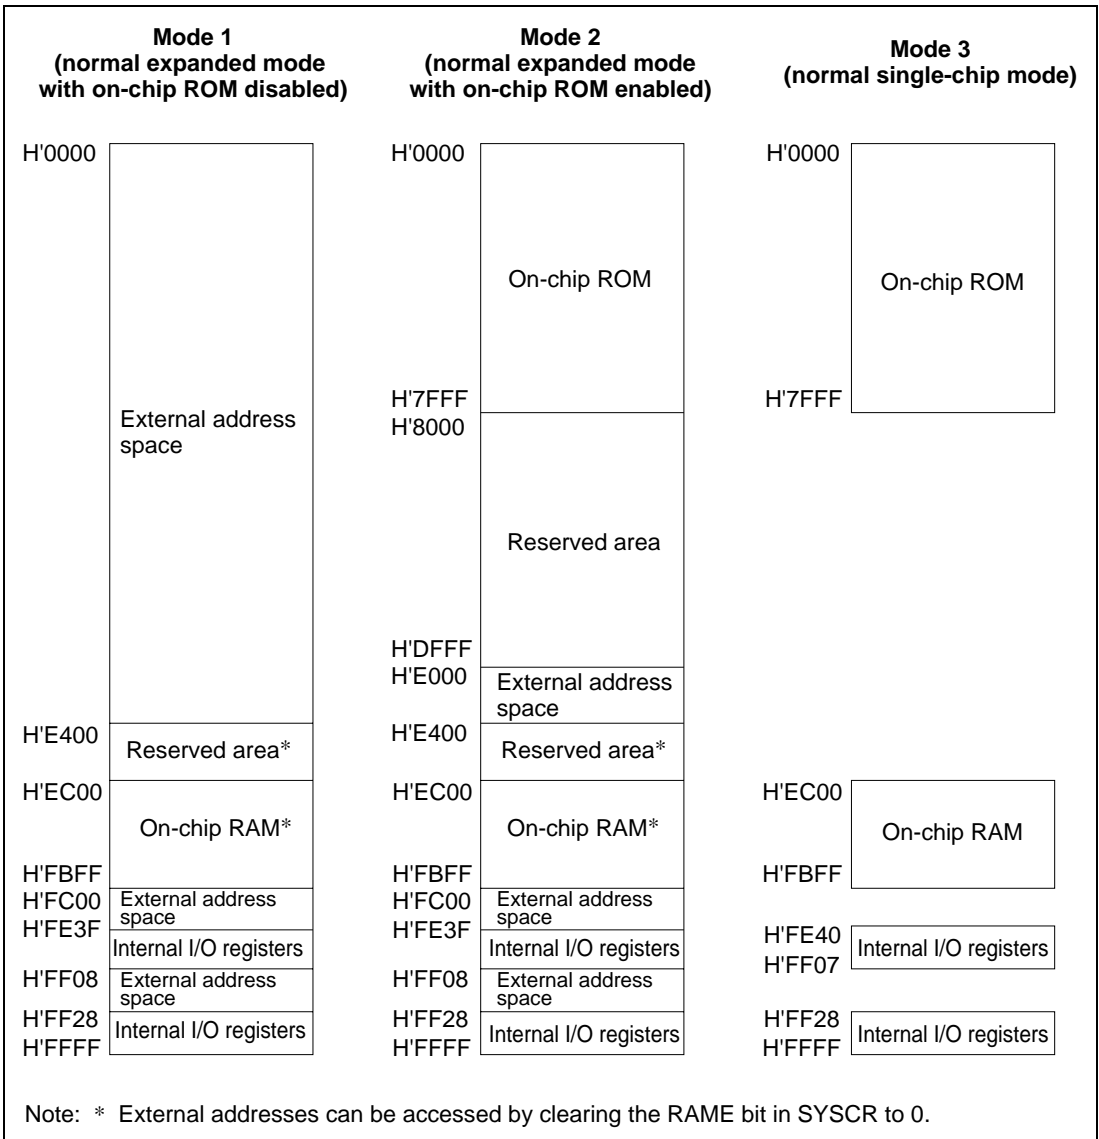 Mode 1
(normal expanded mode
with on-chip ROM disabled)
H'0000
External address
space
H'E400
Reserved area*
H'EC00
On-chip RAM*
H'FBFF
H'FC00
External address
space
H'FE3F
Internal I/O registers
H'FF08
External address
space
H'FF28
Internal I/O registers
H'FFFF
Mode 2
(normal expanded mode
with on-chip ROM enabled)
H'0000
On-chip ROM
H'7FFF
H'8000
Reserved area
H'DFFF
H'E000
External address
space
H'E400
Reserved area*
H'EC00
On-chip RAM*
H'FBFF
H'FC00
External address
space
H'FE3F
Internal I/O registers
H'FF08
External address
space
H'FF28
Internal I/O registers
H'FFFF
Mode 3
(normal single-chip mode)
H'0000
On-chip ROM
H'7FFF
H'EC00
On-chip RAM
H'FBFF
H'FE40
Internal I/O registers
H'FF07
H'FF28
Internal I/O registers
H'FFFF
Note: * External addresses can be accessed by clearing the RAME bit in SYSCR to 0.